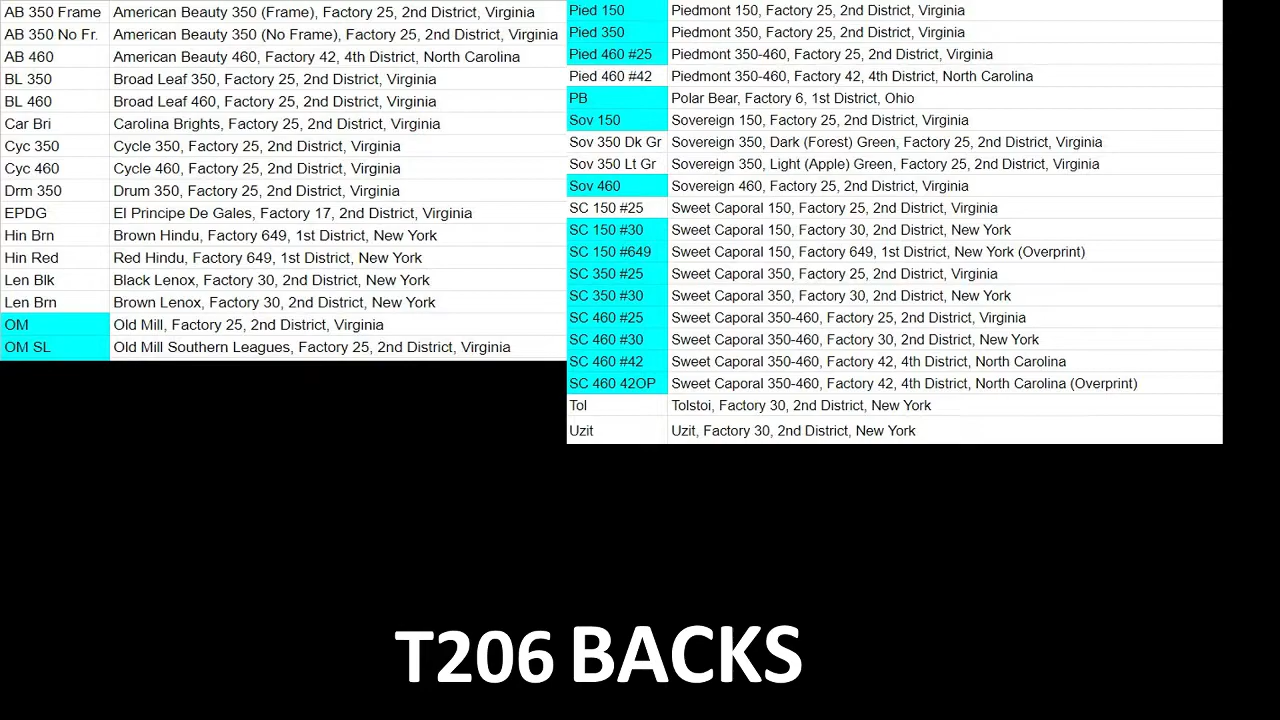 AB 350 Frame American Beauty 350 (Frame), Factory 25, 2nd District, Virginia
AB 350 No Fr. American Beauty 350 (No Frame), Factory 25, 2nd District, Virginia
AB 460 American Beauty 460, Factory 42, 4th District, North Carolina
BL 350 Broad Leaf 350, Factory 25, 2nd District, Virginia
BL 460 Broad Leaf 460, Factory 25, 2nd District, Virginia
Car Bri Carolina Brights, Factory 25, 2nd District, Virginia
Cyc 350 Cycle 350, Factory 25, 2nd District, Virginia
Cyc 460 Cycle 460, Factory 25, 2nd District, Virginia
Drm 350 Drum 350, Factory 25, 2nd District, Virginia
EPDG El Principe De Gales, Factory 17, 2nd District, Virginia
Hin Brn Brown Hindu, Factory 649, 1st District, New York
Hin Red Red Hindu, Factory 649, 1st District, New York
Len Blk Black Lenox, Factory 30, 2nd District, New York
Len Brn Brown Lenox, Factory 30, 2nd District, New York
OM Old Mill, Factory 25, 2nd District, Virginia
OM SL Old Mill Southern Leagues, Factory 25, 2nd District, Virginia
Pied 150 Piedmont 150, Factory 25, 2nd District, Virginia
Pied 350 Piedmont 350, Factory 25, 2nd District, Virginia
Pied 460 #25 Piedmont 350-460, Factory 25, 2nd District, Virginia
Pied 460 #42 Piedmont 350-460, Factory 42, 4th District, North Carolina
PB Polar Bear, Factory 6, 1st District, Ohio
Sov 150 Sovereign 150, Factory 25, 2nd District, Virginia
Sov 350 Dk Gr Sovereign 350, Dark (Forest) Green, Factory 25, 2nd District, Virginia
Sov 350 Lt Gr Sovereign 350, Light (Apple) Green, Factory 25, 2nd District, Virginia
Sov 460 Sovereign 460, Factory 25, 2nd District, Virginia
SC 150 #25 Sweet Caporal 150, Factory 25, 2nd District, Virginia
SC 150 #30 Sweet Caporal 150, Factory 30, 2nd District, New York
SC 150 #649 Sweet Caporal 150, Factory 649, 1st District, New York (Overprint)
SC 350 #25 Sweet Caporal 350, Factory 25, 2nd District, Virginia
SC 350 #30 Sweet Caporal 350, Factory 30, 2nd District, New York
SC 460 #25 Sweet Caporal 350-460, Factory 25, 2nd District, Virginia
SC 460 #30 Sweet Caporal 350-460, Factory 30, 2nd District, New York
SC 460 #42 Sweet Caporal 350-460, Factory 42, 4th District, North Carolina
SC 460 42OP Sweet Caporal 350-460, Factory 42, 4th District, North Carolina (Overprint)
Tol Tolstoi, Factory 30, 2nd District, New York
Uzit Uzit, Factory 30, 2nd District, New York
T206 BACKS